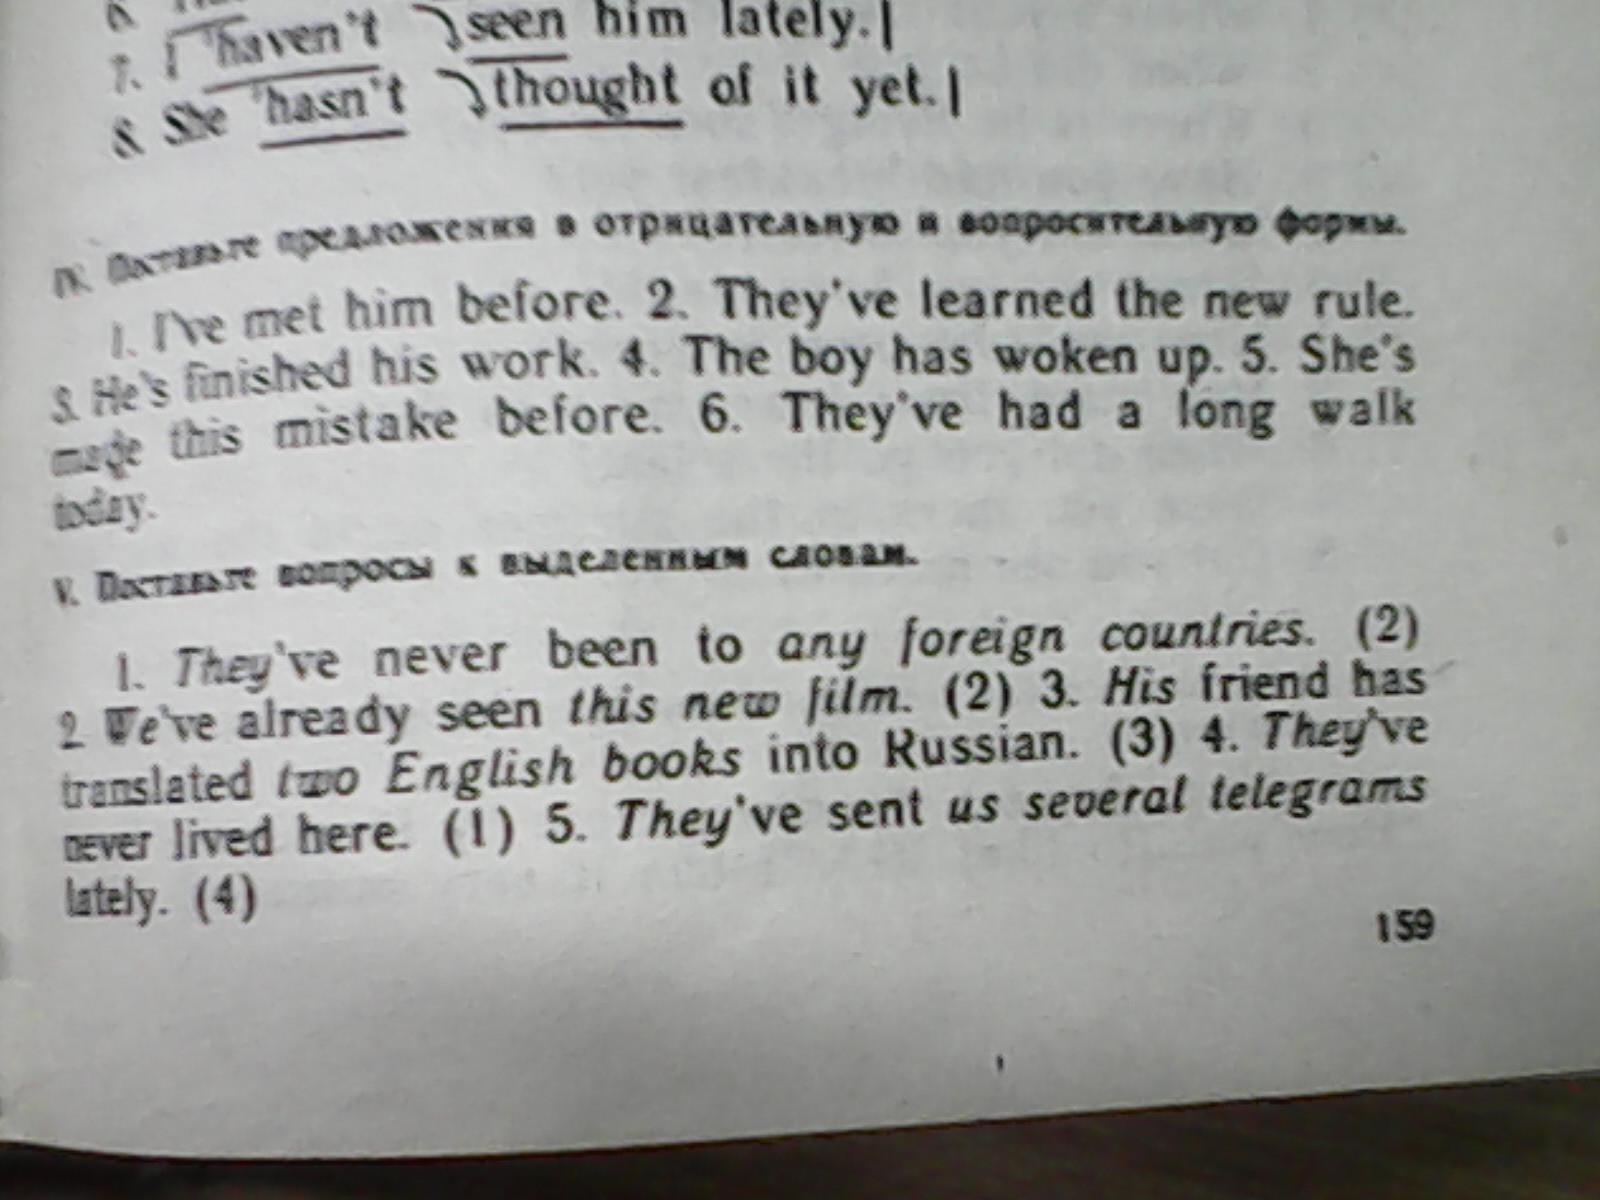 7. I 'haven't seen him lately. |
8. She 'hasn't thought of it yet. |
IV. Поставьте предложения в отрицательную и вопросительную формы.
1. I've met him before. 2. They've learned the new rule.
3. He's finished his work. 4. The boy has woken up. 5. She's
made this mistake before. 6. They've had a long walk
today.
V. Поставьте вопросы к выделенным словам.
1. They've never been to any foreign countries. (2)
2. We've already seen this new film. (2) 3. His friend has
translated two English books into Russian. (3) 4. They've
never lived here. (1) 5. They've sent us several telegrams
lately. (4)
159